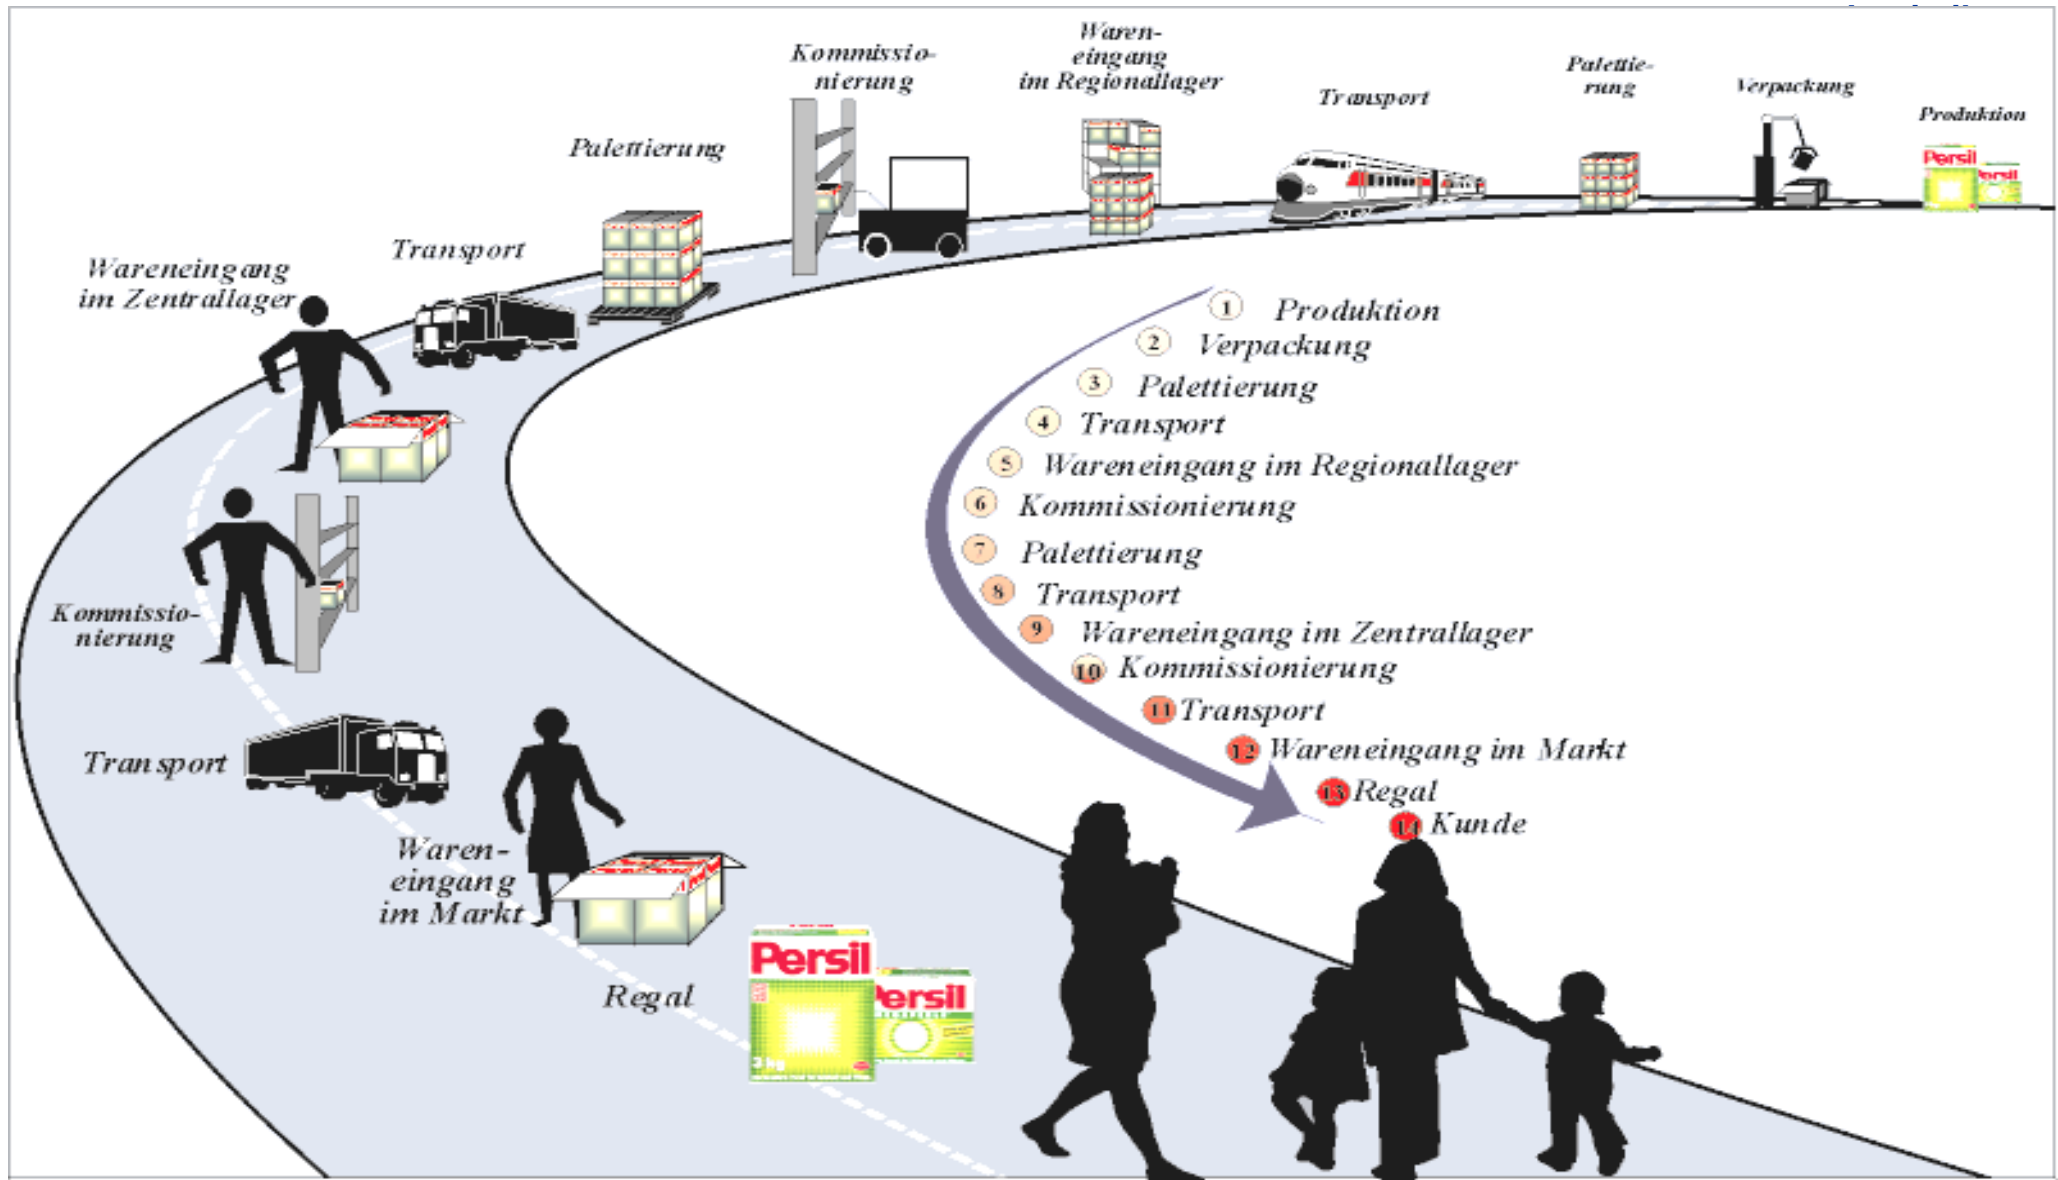 Waren-
eingang
im Regionallager
Kommissio-
nierung
Transport
Palettie-
rung
Verpackung
Produktion
Persil
Persil
Palettierung
Transport
Wareneingang
im Zentrallager
1 Produktion
2 Verpackung
3 Palettierung
4 Transport
5 Wareneingang im Regionallager
6 Kommissionierung
7 Palettierung
8 Transport
9 Wareneingang im Zentrallager
10 Kommissionierung
11 Transport
12 Wareneingang im Markt
13 Regal
14 Kunde
Kommissio-
nierung
Transport
Waren-
eingang
im Markt
Regal
Persil
Persil
3 kg